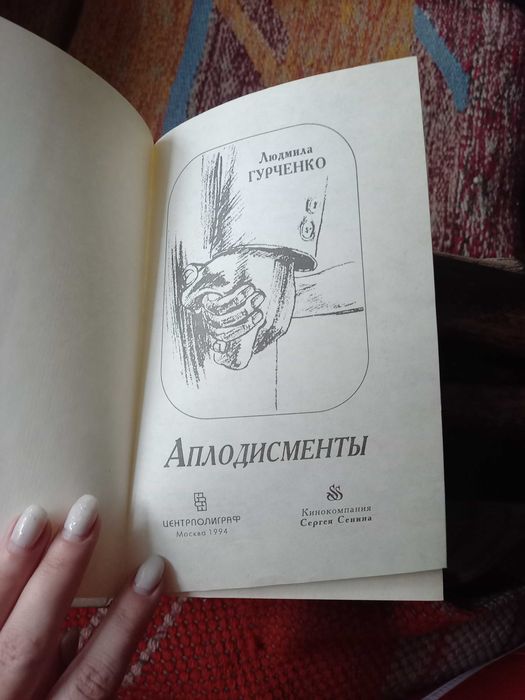 Людмила
ГУРЧЕНКО
АПЛОДИСМЕНТЫ
ЦЕНТРПОЛИГРАФ
Москва 1994
Кинокомпания
Сергея Сенина